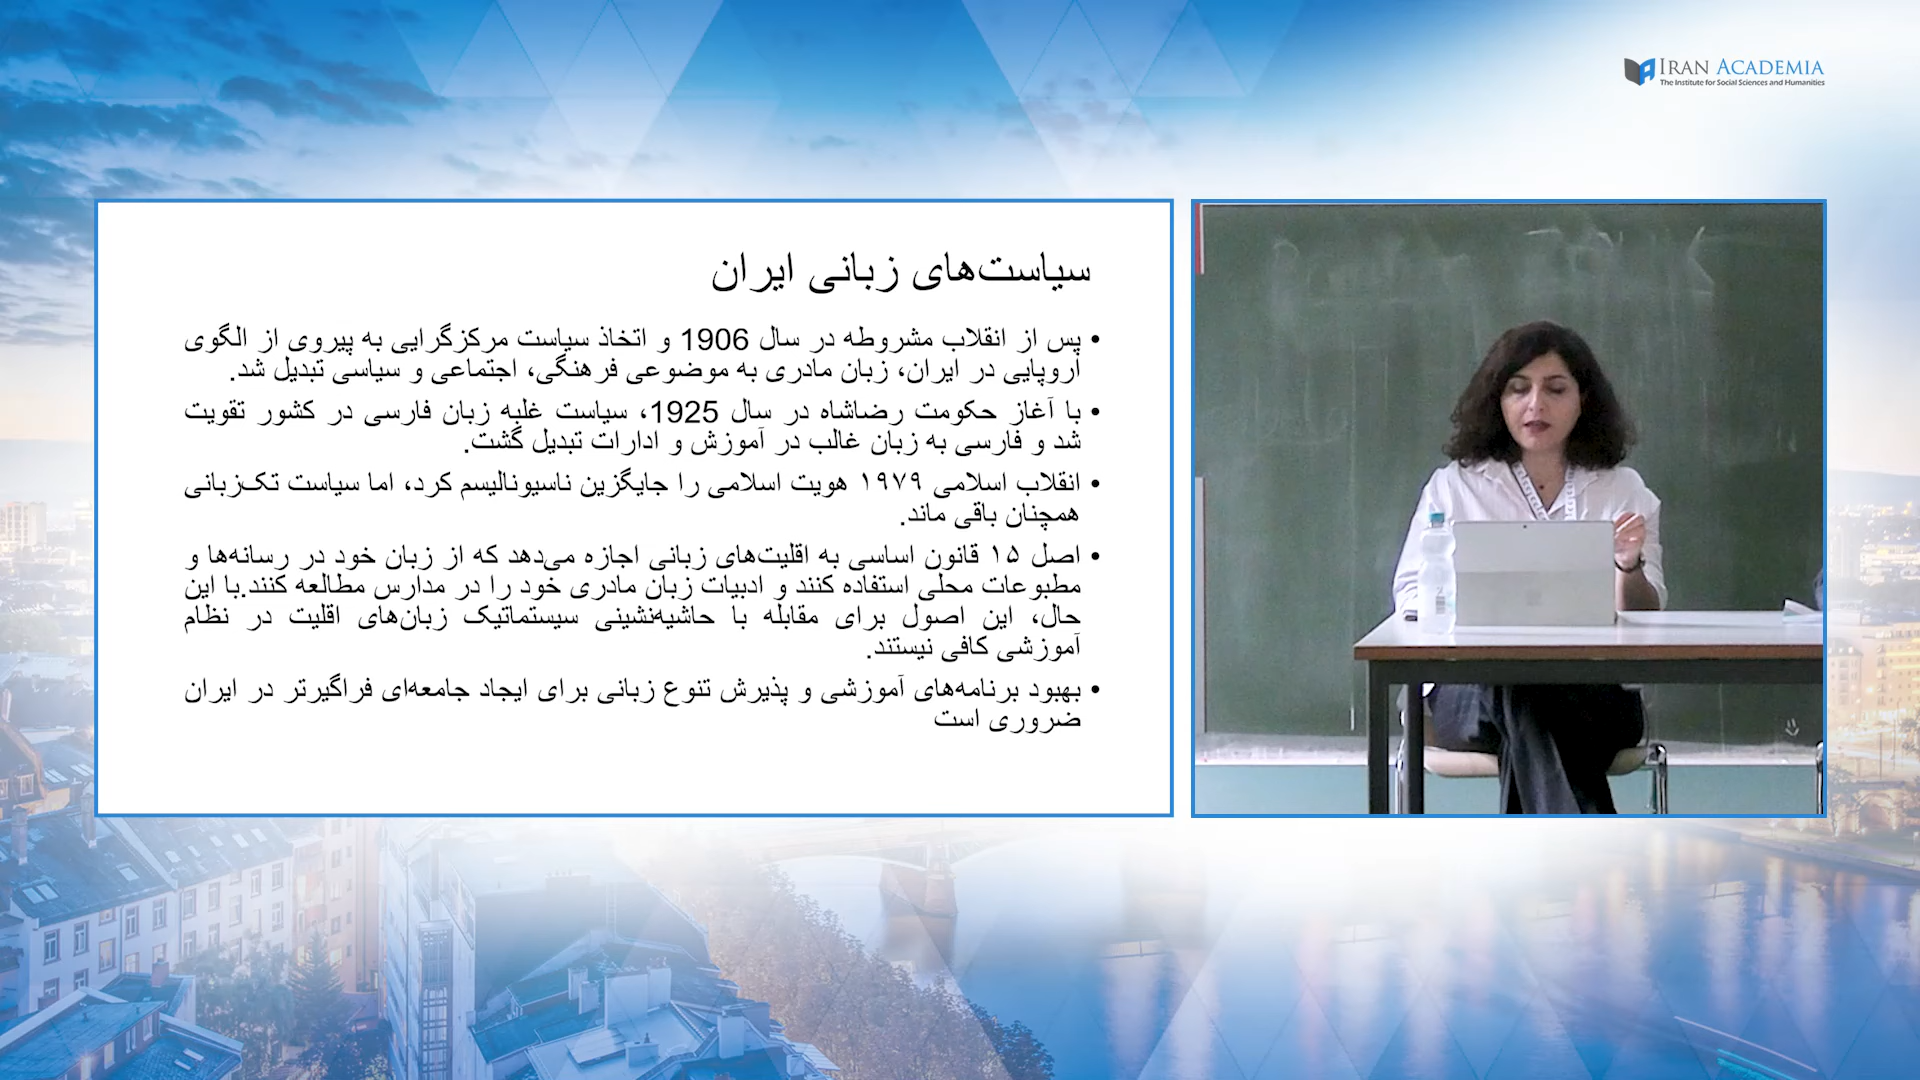 IRAN ACADEMIA
The Institute for Social Sciences and Humanities
سیاست‌های زبانی ایران
• پس از انقلاب مشروطه در سال 1906 و اتخاذ سیاست مرکزگرایی به پیروی از الگوی
اروپایی در ایران، زبان مادری به موضوعی فرهنگی، اجتماعی و سیاسی تبدیل شد.
• با آغاز حکومت رضاشاه در سال 1925، سیاست غلبه زبان فارسی در کشور تقویت
شد و فارسی به زبان غالب در آموزش و ادارات تبدیل گشت.
• انقلاب اسلامی ۱۹۷۹ هویت اسلامی را جایگزین ناسیونالیسم کرد، اما سیاست تک‌زبانی
همچنان باقی ماند.
• اصل ۱۵ قانون اساسی به اقلیت‌های زبانی اجازه می‌دهد که از زبان خود در رسانه‌ها و
مطبوعات محلی استفاده کنند و ادبیات زبان مادری خود را در مدارس مطالعه کنند.با این
حال، این اصول برای مقابله با حاشیه‌نشینی سیستماتیک زبان‌های اقلیت در نظام
آموزشی کافی نیستند.
• بهبود برنامه‌های آموزشی و پذیرش تنوع زبانی برای ایجاد جامعه‌ای فراگیرتر در ایران
ضروری است